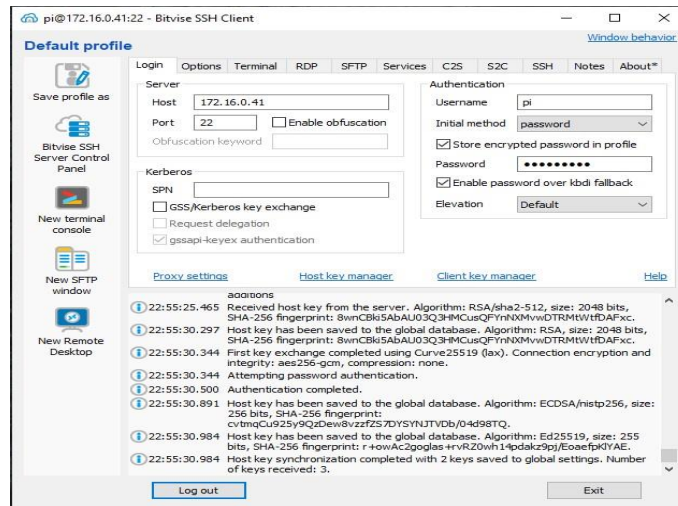 pi@172.16.0.41:22 - Bitvise SSH Client
Default profile
Window behavior
Save profile as
Bitvise SSH
Server Control
Panel
New terminal
console
New SFTP
window
New Remote
Desktop
Login Options Terminal RDP SFTP Services C2S S2C SSH Notes About*
Server
Host 172.16.0.41
Port 22 Enable obfuscation
Obfuscation keyword
Kerberos
SPN
GSS/Kerberos key exchange
Request delegation
gssapi-keyex authentication
Authentication
Username pi
Initial method password
Store encrypted password in profile
Password
Enable password over kbdi fallback
Elevation Default
Proxy settings Host key manager Client key manager Help
additions
22:55:25.465 Received host key from the server. Algorithm: RSA/sha2-512, size: 2048 bits,
SHA-256 fingerprint: 8wnCBki5AbAU03Q3HMCusQFYnNXMvwDTRMtWtfDAFxc.
22:55:30.297 Host key has been saved to the global database. Algorithm: RSA, size: 2048 bits,
SHA-256 fingerprint: 8wnCBki5AbAU03Q3HMCusQFYnNXMvwDTRMtWtfDAFxc.
22:55:30.344 First key exchange completed using Curve25519 (lax). Connection encryption and
integrity: aes256-gcm, compression: none.
22:55:30.344 Attempting password authentication.
22:55:30.500 Authentication completed.
22:55:30.891 Host key has been saved to the global database. Algorithm: ECDSA/nistp256, size:
256 bits, SHA-256 fingerprint:
cvtmqCu925y9QzDew8vzzfZS7DYSYNJTVDb/04d98TQ.
22:55:30.984 Host key has been saved to the global database. Algorithm: Ed25519, size: 255
bits, SHA-256 fingerprint: r+owAc2goglas+rvRZ0wh14pdakz9pj/EoaefpKlYAE.
22:55:30.984 Host key synchronization completed with 2 keys saved to global settings. Number
of keys received: 3.
Log out Exit